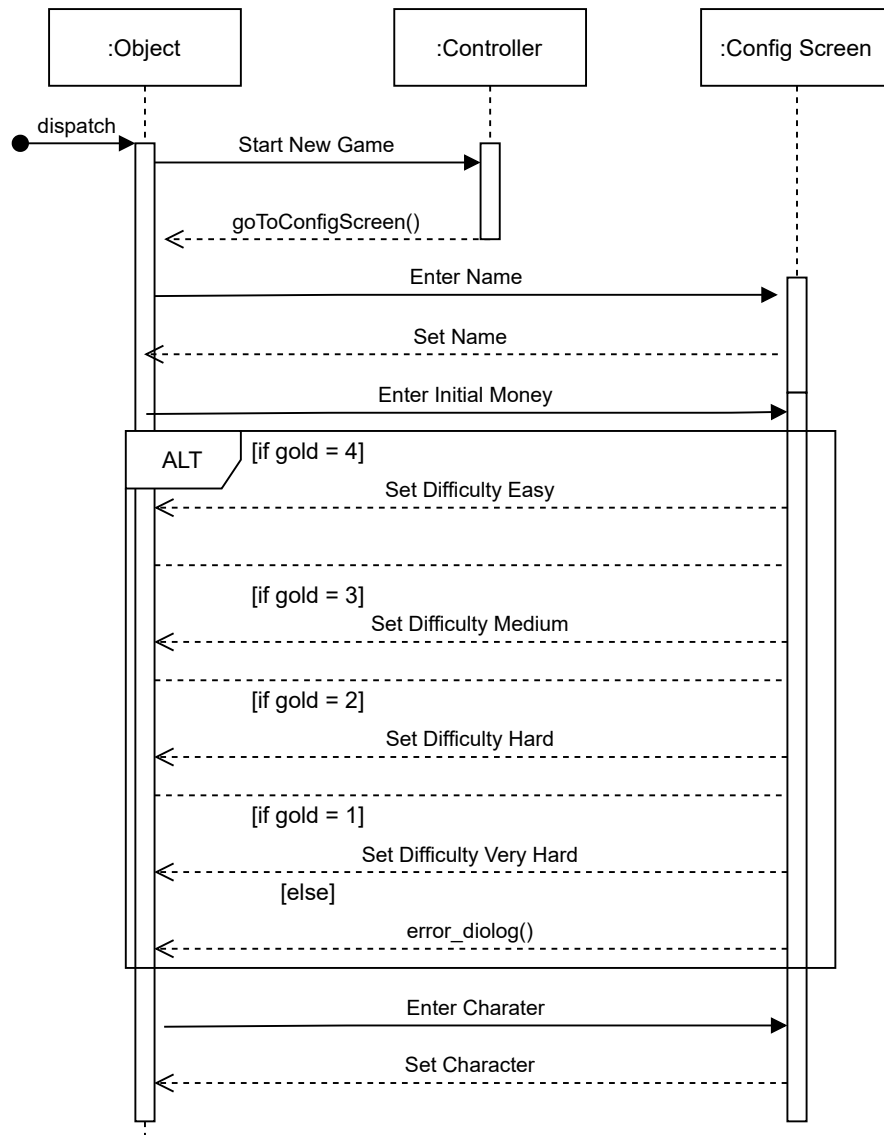 :Object
:Controller
:Config Screen
dispatch
Start New Game
goToConfigScreen()
Enter Name
Set Name
Enter Initial Money
ALT
[if gold = 4]
Set Difficulty Easy
[if gold = 3]
Set Difficulty Medium
[if gold = 2]
Set Difficulty Hard
[if gold = 1]
Set Difficulty Very Hard
[else]
error_diolog()
Enter Charater
Set Character